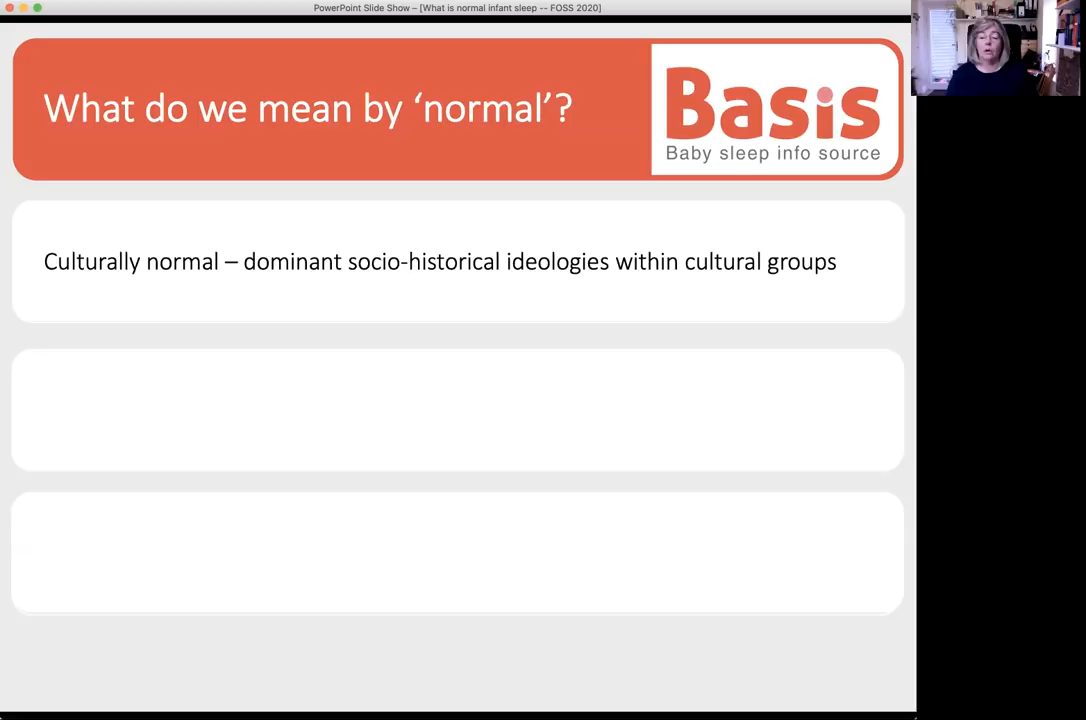 PowerPoint Slide Show – [What is normal infant sleep -- FOSS 2020]
What do we mean by ‘normal’?
Basis
Baby sleep info source
Culturally normal – dominant socio-historical ideologies within cultural groups